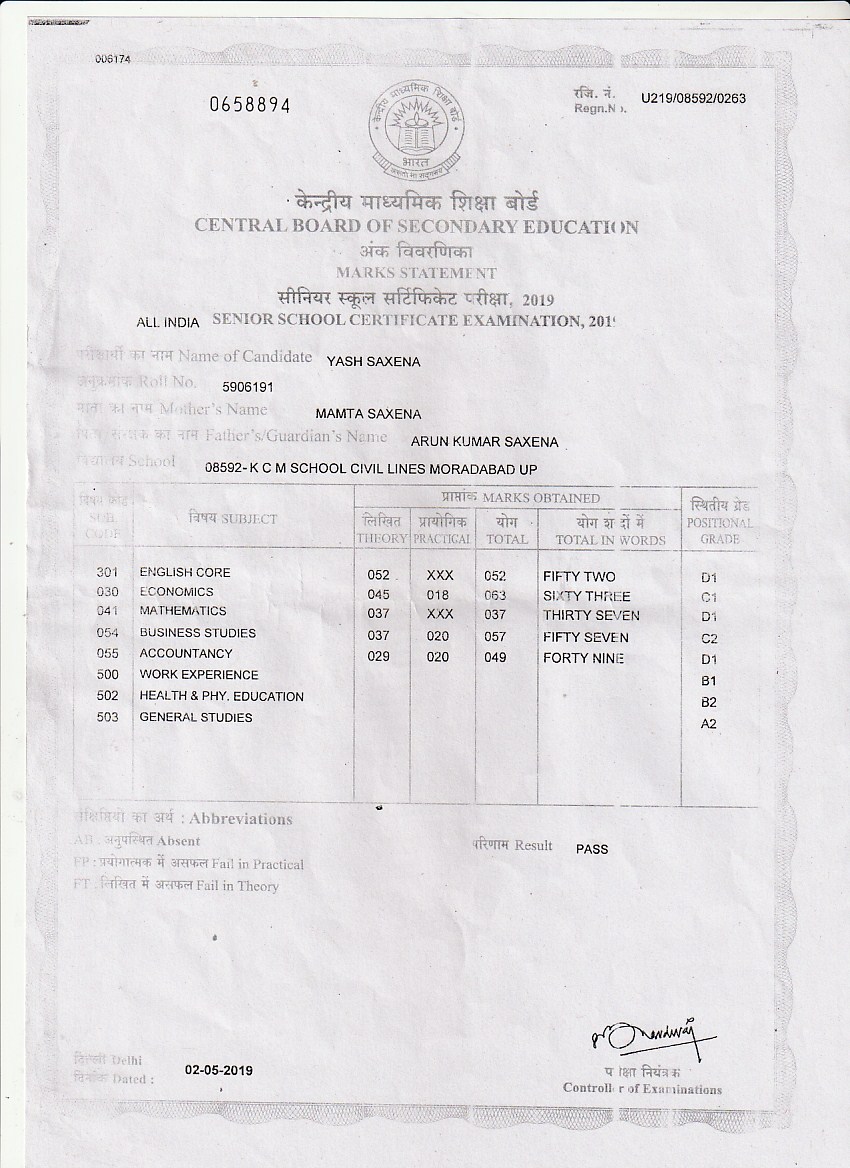 006174
0658894
रजि. नं.
Regn.N . U219/08592/0263
केन्द्रीय माध्यमिक शिक्षा बोर्ड
भारत
असतो मा सद्गमय
केन्द्रीय माध्यमिक शिक्षा बोर्ड
CENTRAL BOARD OF SECONDARY EDUCATION
अंक विवरणिका
MARKS STATEMENT
सीनियर स्कूल सर्टिफिकेट परीक्षा, 2019
ALL INDIA SENIOR SCHOOL CERTIFICATE EXAMINATION, 201
परीक्षार्थी का नाम Name of Candidate YASH SAXENA
अनुक्रमांक Roll No. 5906191
माता का नाम Mother's Name MAMTA SAXENA
का नाम Father's/Guardian's Name ARUN KUMAR SAXENA
विद्यालय School 08592- K C M SCHOOL CIVIL LINES MORADABAD UP
विषय कोड SUB CODE विषय SUBJECT प्राप्तांक MARKS OBTAINED स्थितीय ग्रेड POSITIONAL GRADE
लिखित THEORY प्रायोगिक PRACTICAL योग TOTAL योग शब्दों में TOTAL IN WORDS
301 ENGLISH CORE 052 XXX 052 FIFTY TWO D1
030 ECONOMICS 045 018 063 SIXTY THREE C1
041 MATHEMATICS 037 XXX 037 THIRTY SEVEN D1
054 BUSINESS STUDIES 037 020 057 FIFTY SEVEN C2
055 ACCOUNTANCY 029 020 049 FORTY NINE D1
500 WORK EXPERIENCE B1
502 HEALTH & PHY. EDUCATION B2
503 GENERAL STUDIES A2
संक्षिप्तियों का अर्थ : Abbreviations
AB : अनुपस्थित Absent
परिणाम Result PASS
FP : प्रयोगात्मक में असफल Fail in Practical
FT : लिखित में असफल Fail in Theory
दिल्ली Delhi
दिनांक Dated : 02-05-2019
परीक्षा नियंत्रक
Controller of Examinations